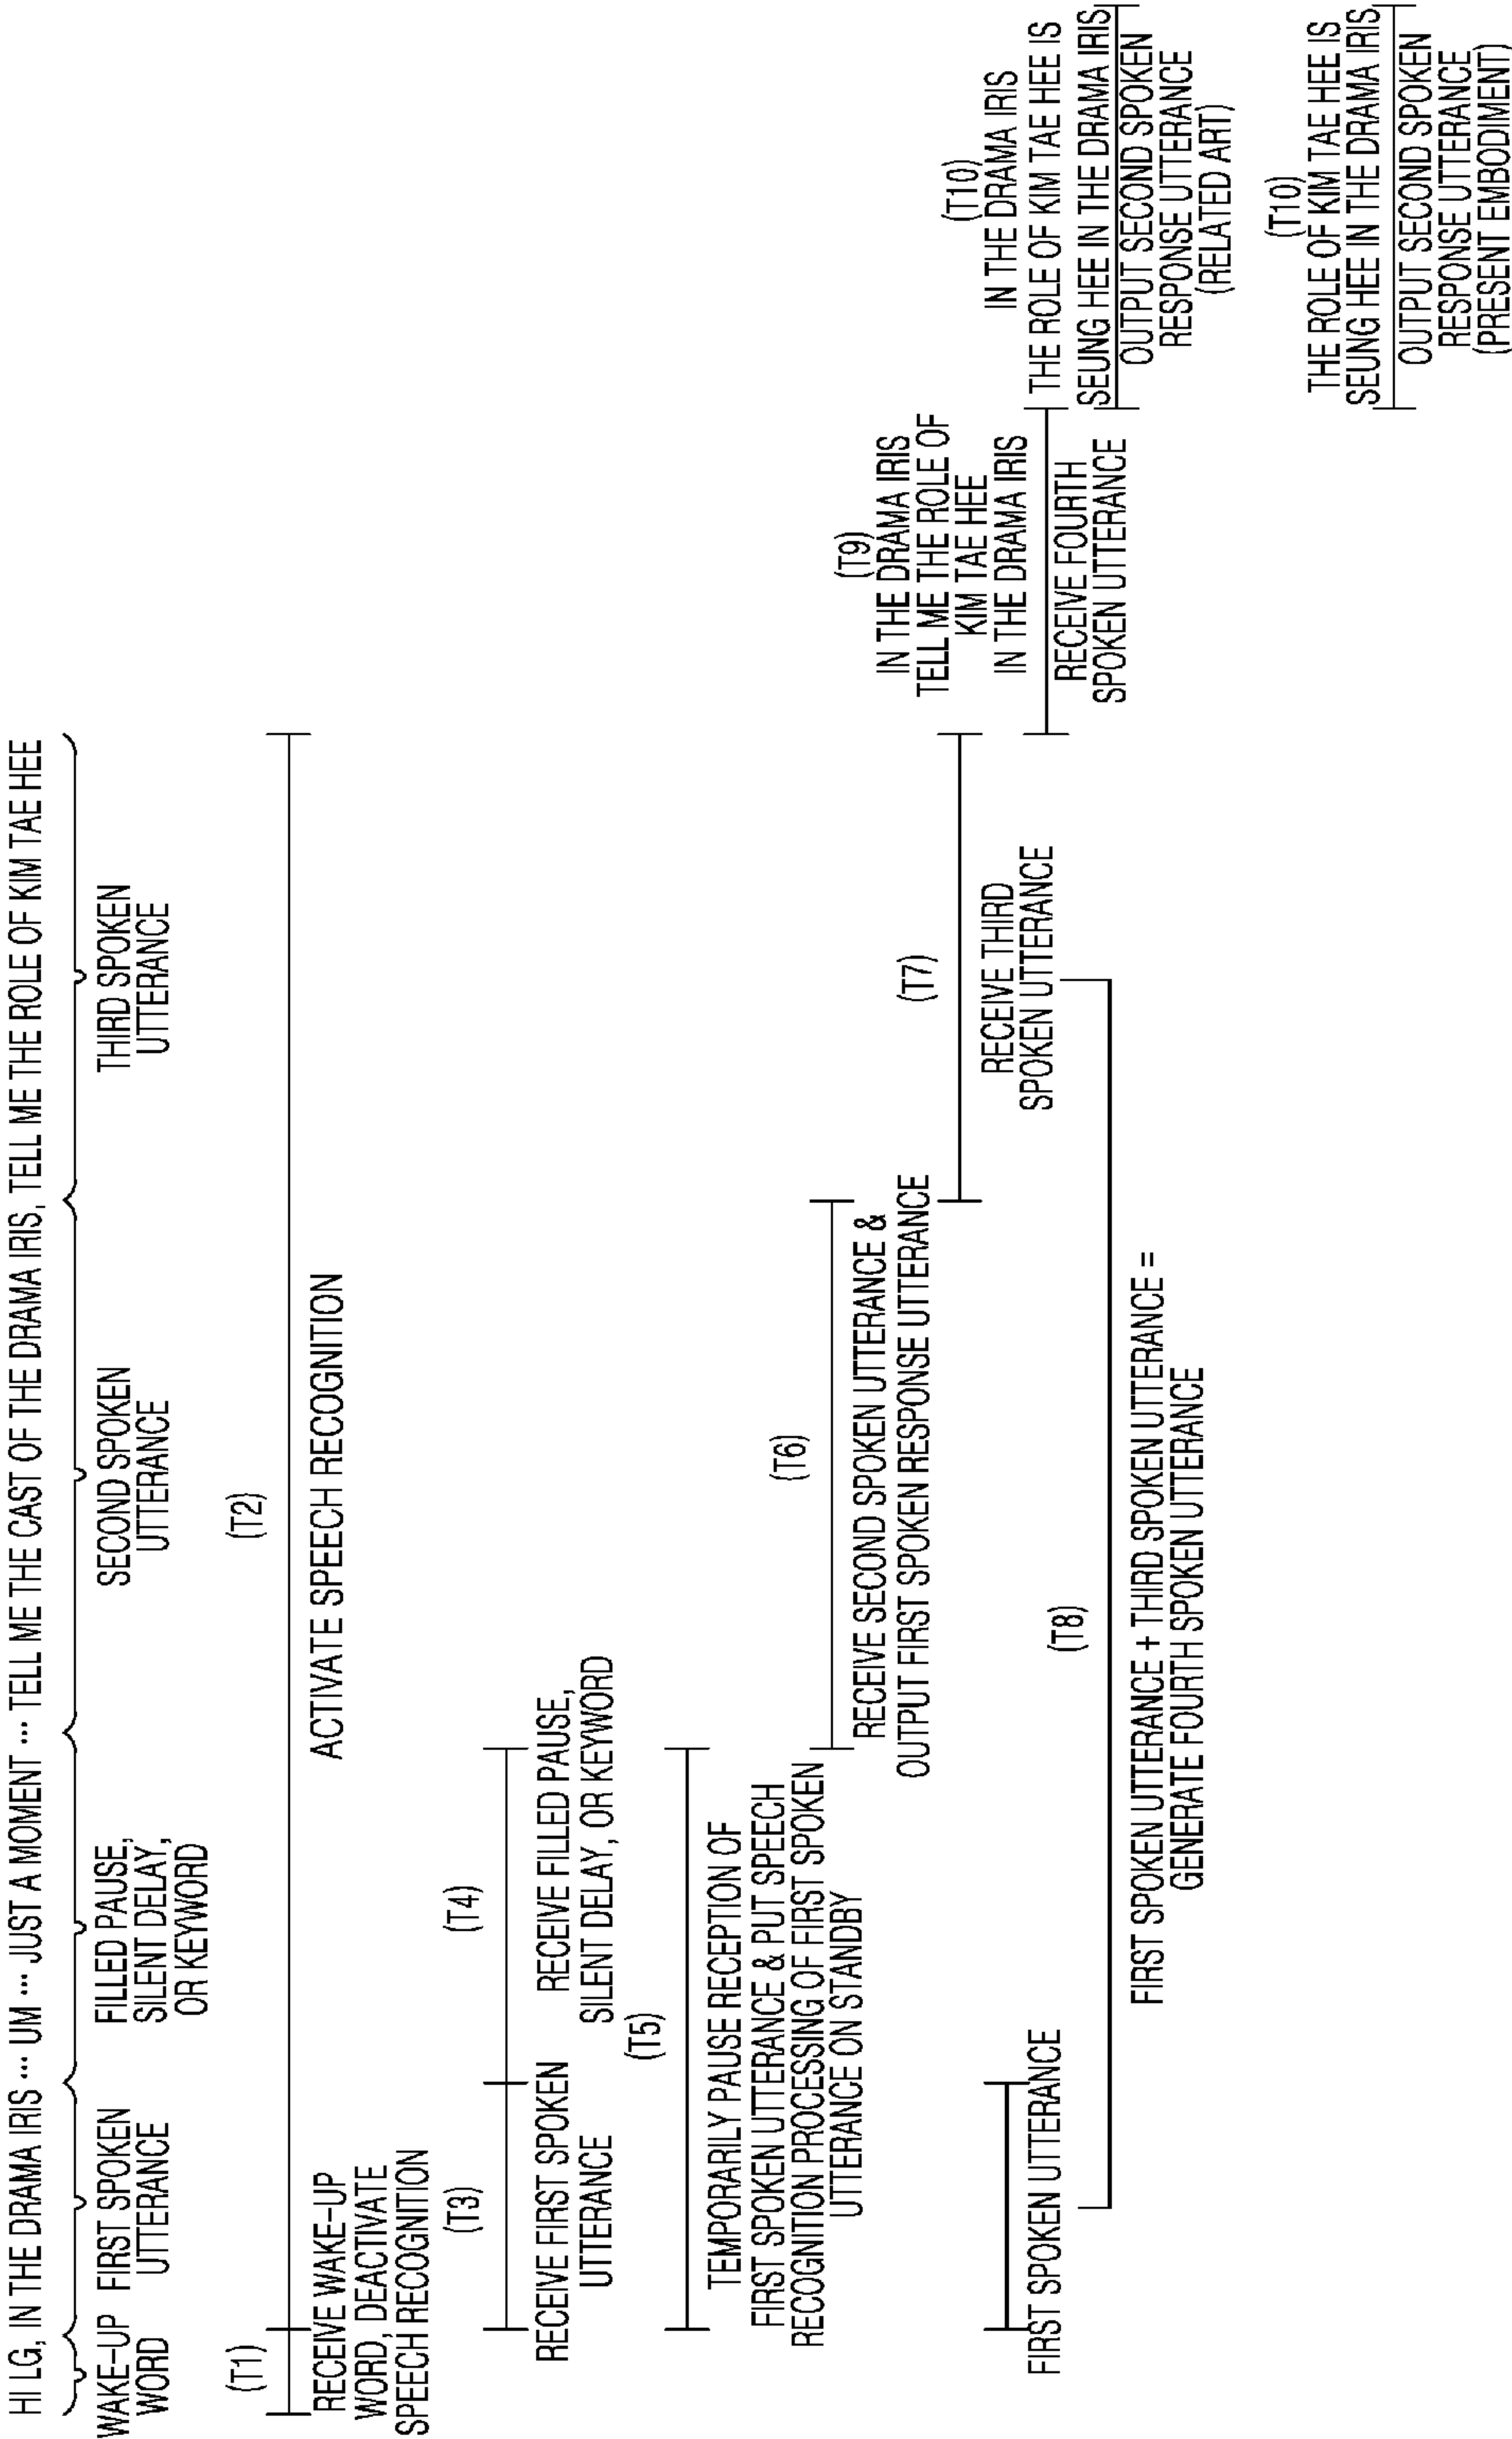 HI LG, IN THE DRAMA IRIS ··· UM ··· JUST A MOMENT ··· TELL ME THE CAST OF THE DRAMA IRIS, TELL ME THE ROLE OF KIM TAE HEE
WAKE-UP
WORD
FIRST SPOKEN
UTTERANCE
FILLED PAUSE,
SILENT DELAY,
OR KEYWORD
SECOND SPOKEN
UTTERANCE
THIRD SPOKEN
UTTERANCE
(T1)
RECEIVE WAKE-UP
WORD, DEACTIVATE
SPEECH RECOGNITION
(T2)
ACTIVATE SPEECH RECOGNITION
(T3)
RECEIVE FIRST SPOKEN
UTTERANCE
(T4)
RECEIVE FILLED PAUSE,
SILENT DELAY, OR KEYWORD
(T5)
TEMPORARILY PAUSE RECEPTION OF
FIRST SPOKEN UTTERANCE & PUT SPEECH
RECOGNITION PROCESSING OF FIRST SPOKEN
UTTERANCE ON STANDBY
(T6)
RECEIVE SECOND SPOKEN UTTERANCE &
OUTPUT FIRST SPOKEN RESPONSE UTTERANCE
(T7)
RECEIVE THIRD
SPOKEN UTTERANCE
FIRST SPOKEN UTTERANCE
(T8)
FIRST SPOKEN UTTERANCE + THIRD SPOKEN UTTERANCE =
GENERATE FOURTH SPOKEN UTTERANCE
(T9)
IN THE DRAMA IRIS
TELL ME THE ROLE OF
KIM TAE HEE
IN THE DRAMA IRIS
RECEIVE FOURTH
SPOKEN UTTERANCE
(T10)
IN THE DRAMA IRIS
THE ROLE OF KIM TAE HEE IS
SEUNG HEE IN THE DRAMA IRIS
OUTPUT SECOND SPOKEN
RESPONSE UTTERANCE
(RELATED ART)
(T10)
THE ROLE OF KIM TAE HEE IS
SEUNG HEE IN THE DRAMA IRIS
OUTPUT SECOND SPOKEN
RESPONSE UTTERANCE
(PRESENT EMBODIMENT)